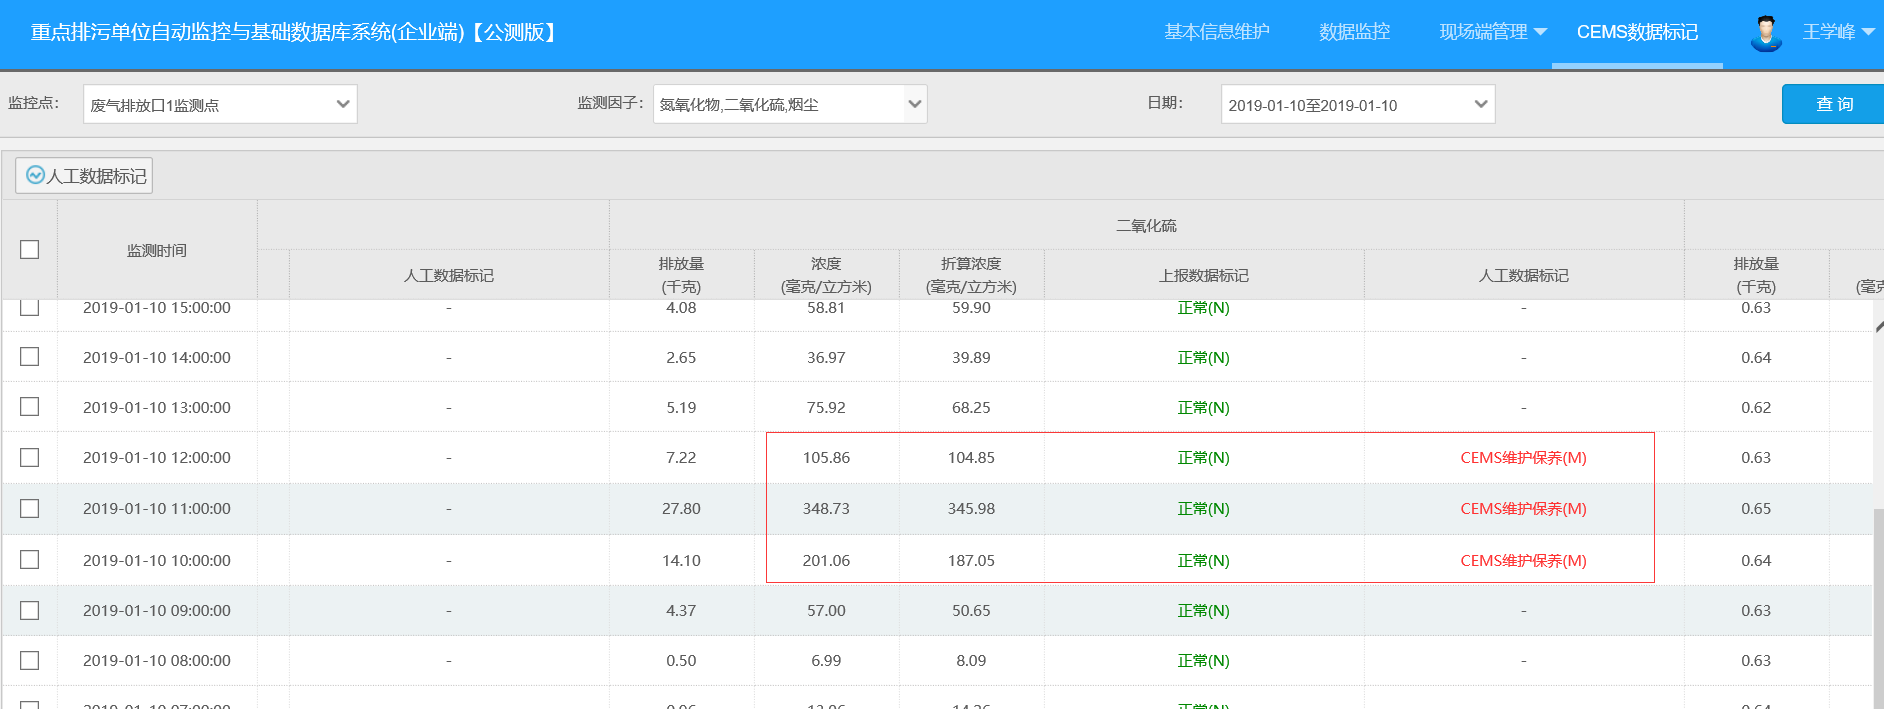 重点排污单位自动监控与基础数据库系统(企业端)【公测版】
基本信息维护 数据监控 现场端管理 CEMS数据标记 王学峰
监控点： 废气排放口1监测点 监测因子： 氮氧化物,二氧化硫,烟尘 日期： 2019-01-10至2019-01-10 查 询
人工数据标记
二氧化硫
监测时间 人工数据标记 排放量 (千克) 浓度 (毫克/立方米) 折算浓度 (毫克/立方米) 上报数据标记 人工数据标记 排放量 (千克)
2019-01-10 15:00:00 - 4.08 58.81 59.90 正常(N) - 0.63
2019-01-10 14:00:00 - 2.65 36.97 39.89 正常(N) - 0.64
2019-01-10 13:00:00 - 5.19 75.92 68.25 正常(N) - 0.62
2019-01-10 12:00:00 - 7.22 105.86 104.85 正常(N) CEMS维护保养(M) 0.63
2019-01-10 11:00:00 - 27.80 348.73 345.98 正常(N) CEMS维护保养(M) 0.65
2019-01-10 10:00:00 - 14.10 201.06 187.05 正常(N) CEMS维护保养(M) 0.64
2019-01-10 09:00:00 - 4.37 57.00 50.65 正常(N) - 0.63
2019-01-10 08:00:00 - 0.50 6.99 8.09 正常(N) - 0.63